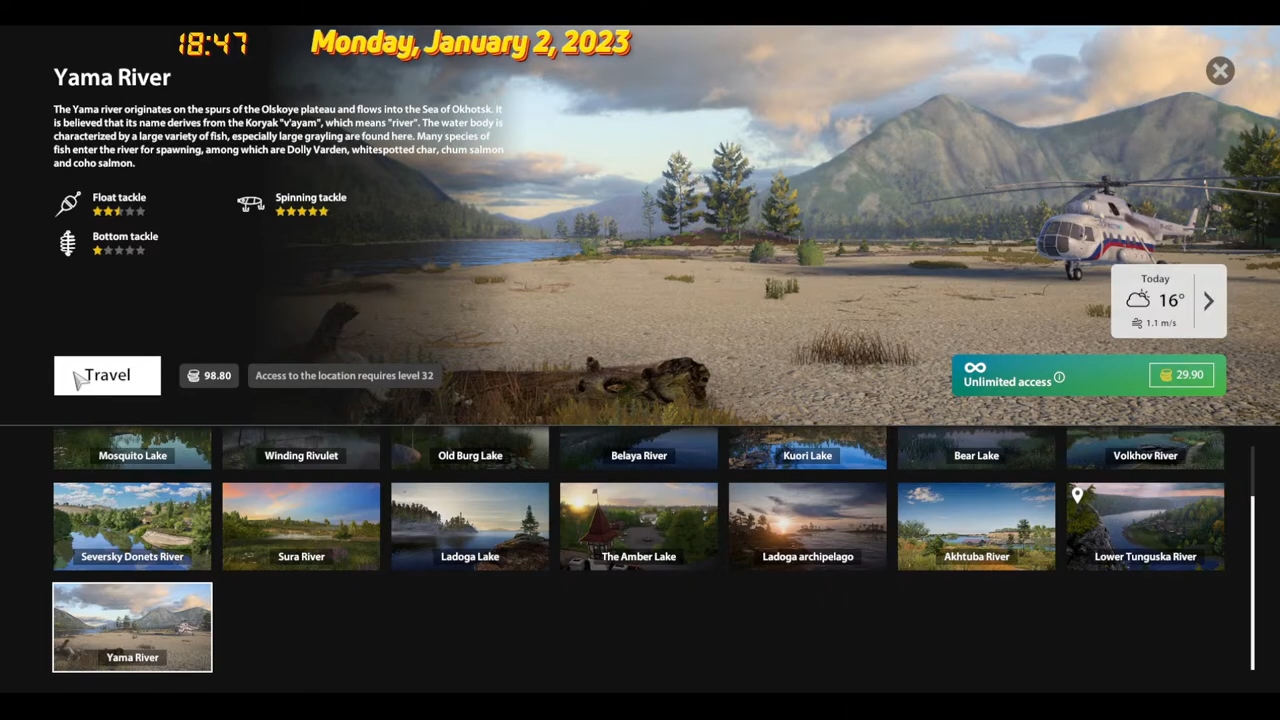 18:47
Monday, January 2, 2023
Yama River
The Yama river originates on the spurs of the Olskoye plateau and flows into the Sea of Okhotsk. It
is believed that its name derives from the Koryak "v'ayam", which means "river". The water body is
characterized by a large variety of fish, especially large grayling are found here. Many species of
fish enter the river for spawning, among which are Dolly Varden, whitespotted char, chum salmon
and coho salmon.
Float tackle
Spinning tackle
Bottom tackle
Today
16°
1.1 m/s
Travel
98.80
Access to the location requires level 32
Unlimited access
29.90
Mosquito Lake
Winding Rivulet
Old Burg Lake
Belaya River
Kuori Lake
Bear Lake
Volkhov River
Seversky Donets River
Sura River
Ladoga Lake
The Amber Lake
Ladoga archipelago
Akhtuba River
Lower Tunguska River
Yama River